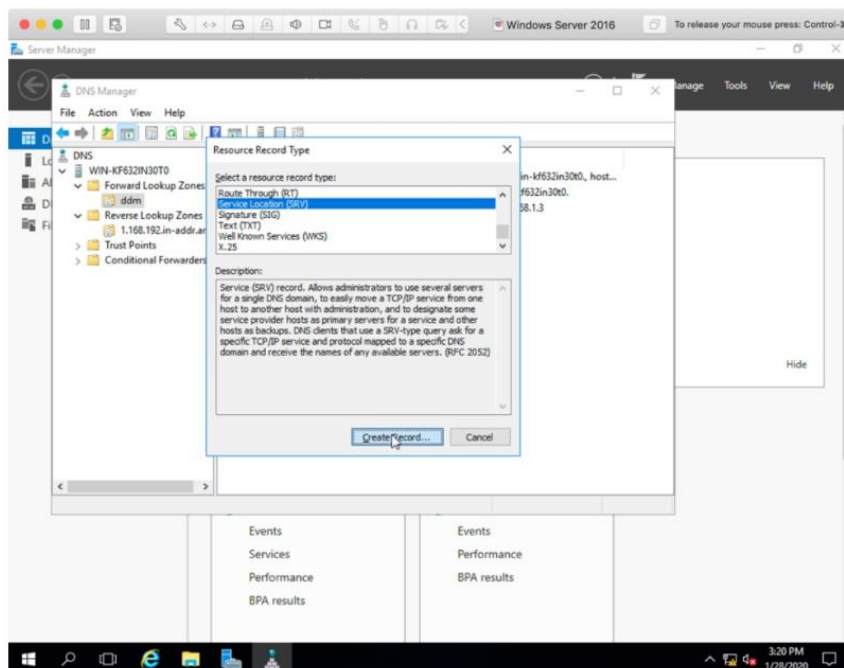 Windows Server 2016
To release your mouse press: Control-
Server Manager
anage Tools View Help
DNS Manager
File Action View Help
DNS
WIN-KF632IN30T0
Forward Lookup Zones
ddm
Reverse Lookup Zones
1.168.192.in-addr.ar
Trust Points
Conditional Forwarders
Resource Record Type
Select a resource record type:
Route Through (RT)
Service Location (SRV)
Signature (SIG)
Text (TXT)
Well Known Services (WKS)
X.25
Description:
Service (SRV) record. Allows administrators to use several servers
for a single DNS domain, to easily move a TCP/IP service from one
host to another host with administration, and to designate some
service provider hosts as primary servers for a service and other
hosts as backups. DNS clients that use a SRV-type query ask for a
specific TCP/IP service and protocol mapped to a specific DNS
domain and receive the names of any available servers. (RFC 2052)
Create Record...
Cancel
in-kf632in30t0., host...
f632in30t0.
68.1.3
Hide
Events
Services
Performance
BPA results
Events
Performance
BPA results
3:20 PM
1/28/2020